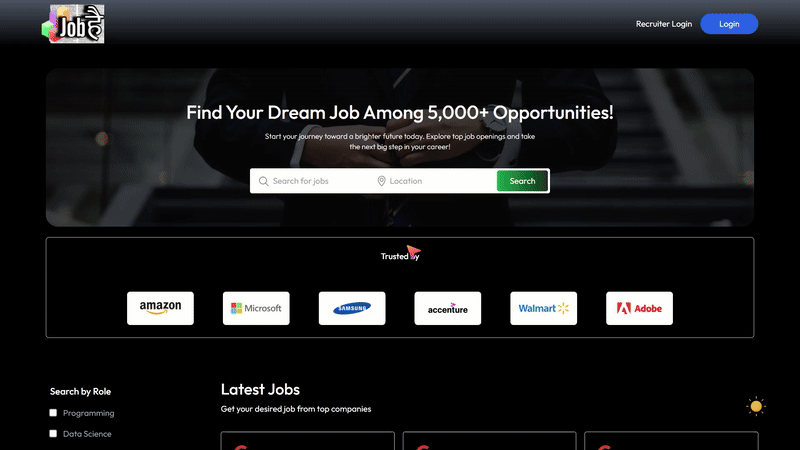 Job है
Recruiter Login
Login
Find Your Dream Job Among 5,000+ Opportunities!
Start your journey toward a brighter future today. Explore top job openings and take
the next big step in your career!
Search for jobs
Location
Search
Trusted by
amazon
Microsoft
SAMSUNG
accenture
Walmart
Adobe
Search by Role
Latest Jobs
Get your desired job from top companies
Programming
Data Science